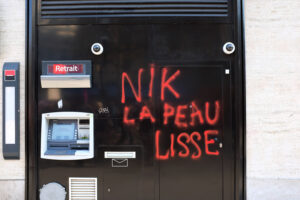 Retrait
NIK
LA PEAU
LISSE